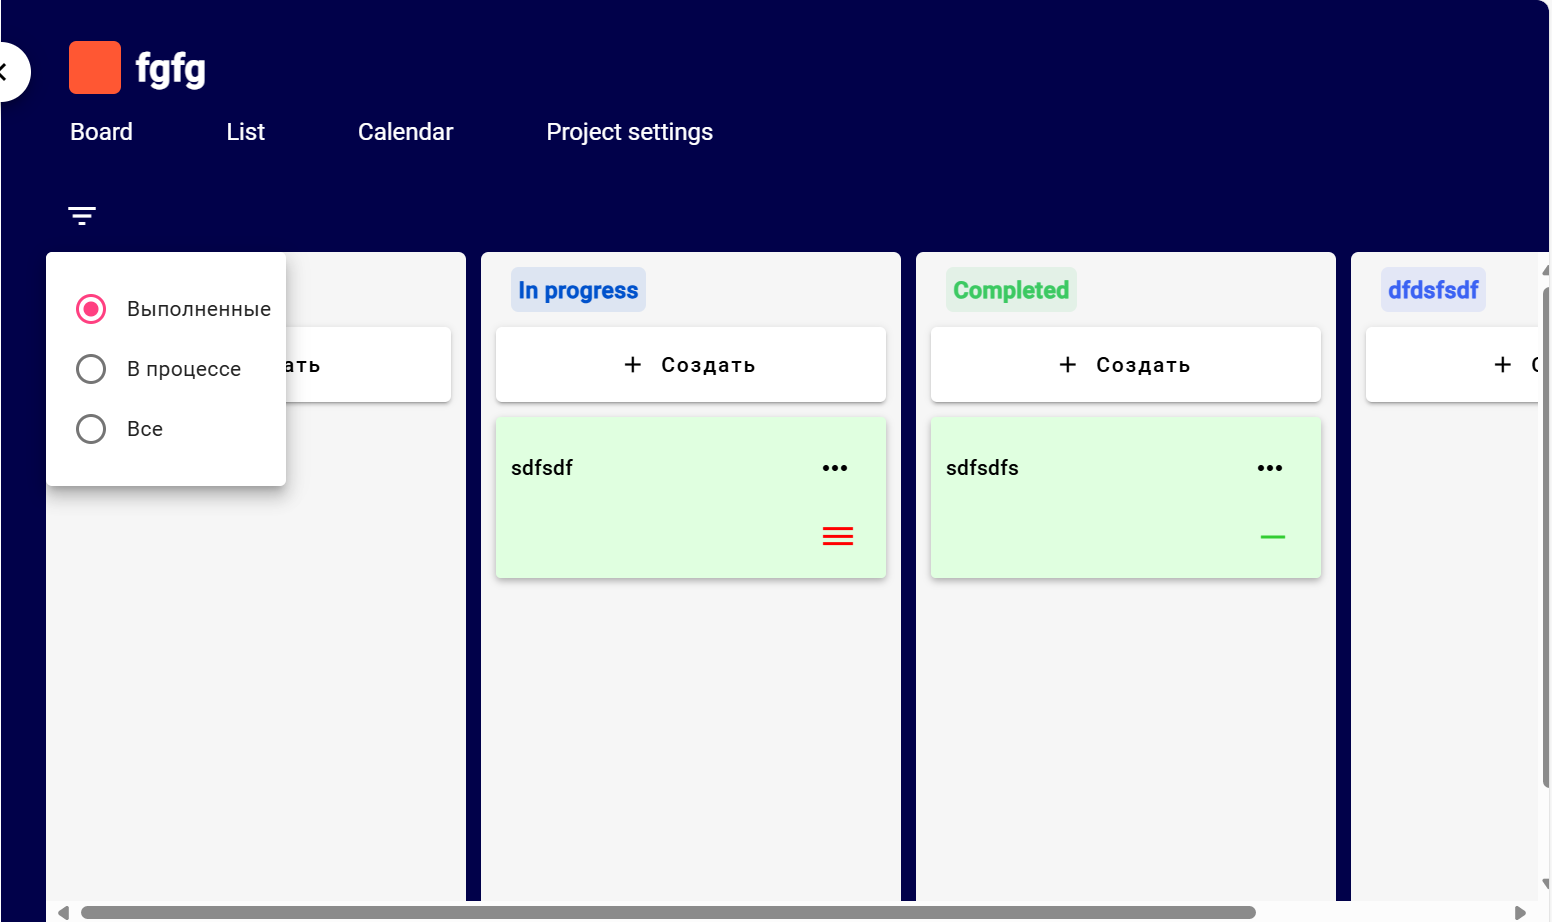 fgfg
Board List Calendar Project settings
Выполненные
В процессе
Все
In progress
Создать
sdfsdf
Completed
Создать
sdfsdfs
dfdsfsdf